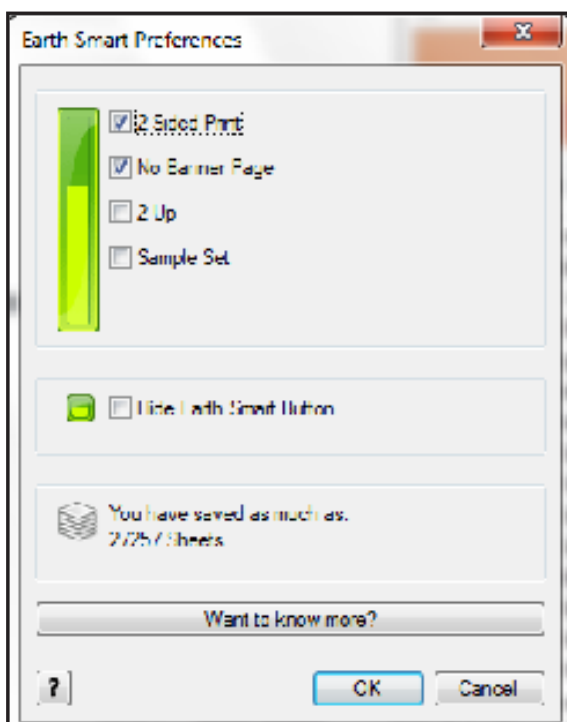 Earth Smart Preferences
2 Sided Print
No Banner Page
2 Up
Sample Set
Hide Earth Smart Button
You have saved as much as:
27257 Sheets
Want to know more?
?
OK
Cancel